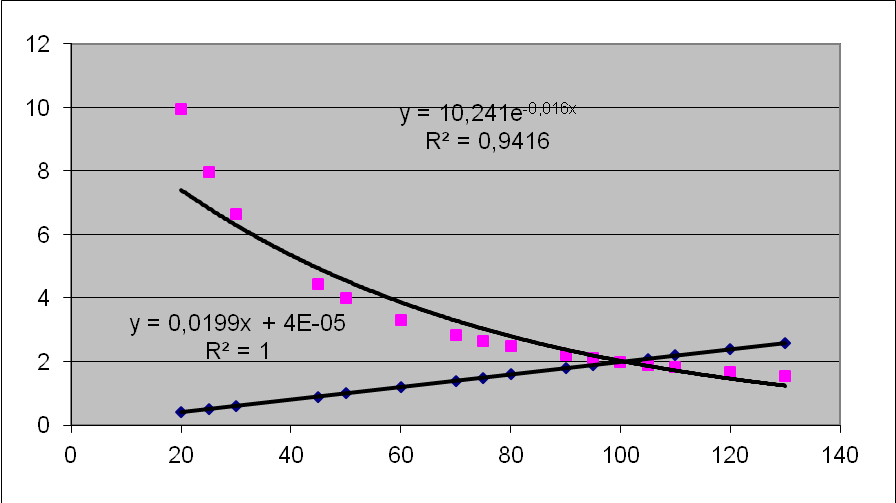 12
10
8
6
4
2
0
y = 10,241e^-0,016x
R² = 0,9416
y = 0,0199x + 4E-05
R² = 1
0 20 40 60 80 100 120 140